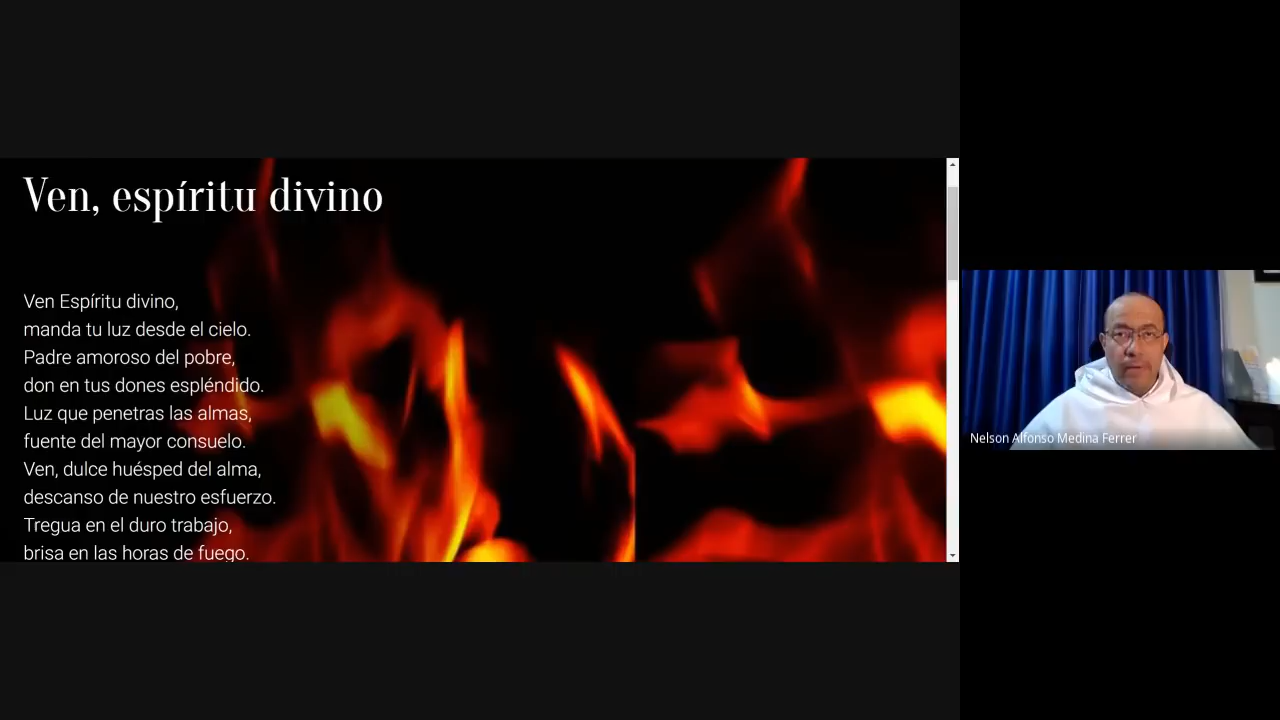 Ven, espíritu divino
Ven Espíritu divino,
manda tu luz desde el cielo.
Padre amoroso del pobre,
don en tus dones espléndido.
Luz que penetras las almas,
fuente del mayor consuelo.
Ven, dulce huésped del alma,
descanso de nuestro esfuerzo.
Tregua en el duro trabajo,
brisa en las horas de fuego.
Nelson Alfonso Medina Ferrer